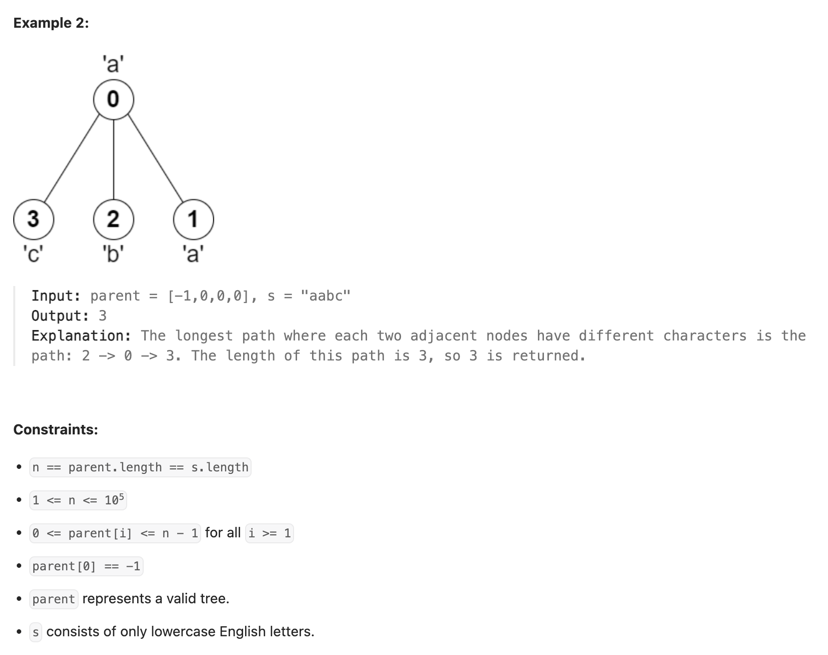 Example 2:
'a'
0
3 2 1
'c' 'b' 'a'
Input: parent = [-1,0,0,0], s = "aabc"
Output: 3
Explanation: The longest path where each two adjacent nodes have different characters is the
path: 2 -> 0 -> 3. The length of this path is 3, so 3 is returned.
Constraints:
• n == parent.length == s.length
• 1 <= n <= 10⁵
• 0 <= parent[i] <= n - 1 for all i >= 1
• parent[0] == -1
• parent represents a valid tree.
• s consists of only lowercase English letters.